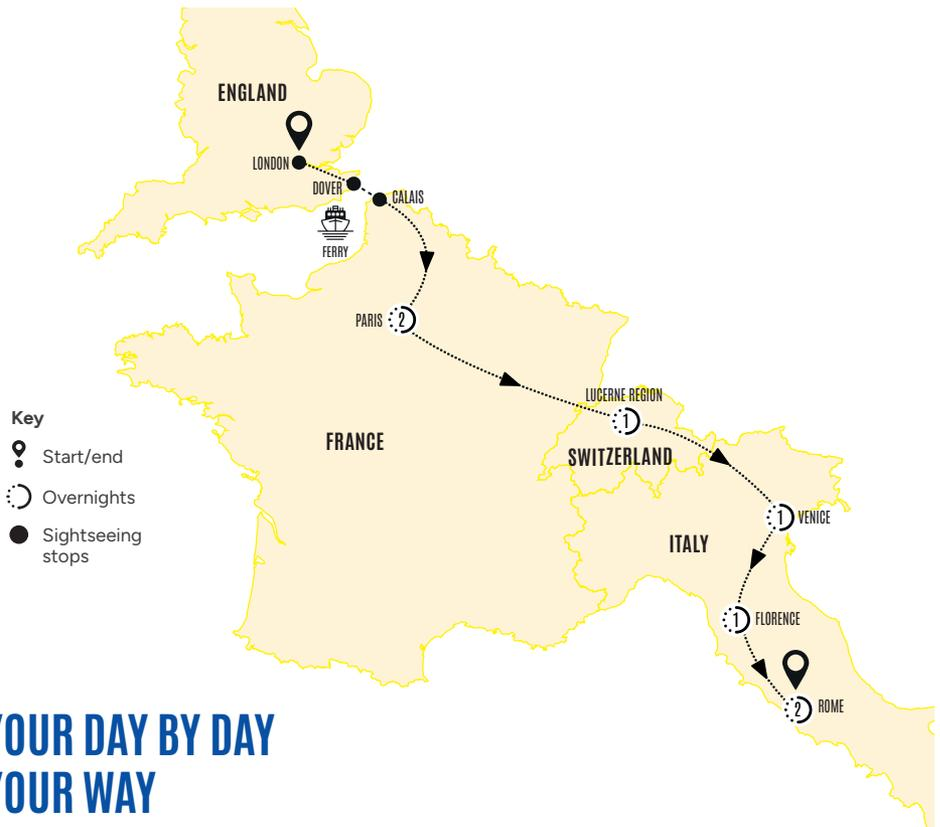 ENGLAND
LONDON
DOVER
CALAIS
FERRY
PARIS 2
LUCERNE REGION
1
Key
Start/end
FRANCE
SWITZERLAND
Overnights
1 VENICE
Sightseeing
stops
ITALY
1 FLORENCE
2 ROME
YOUR DAY BY DAY
YOUR WAY